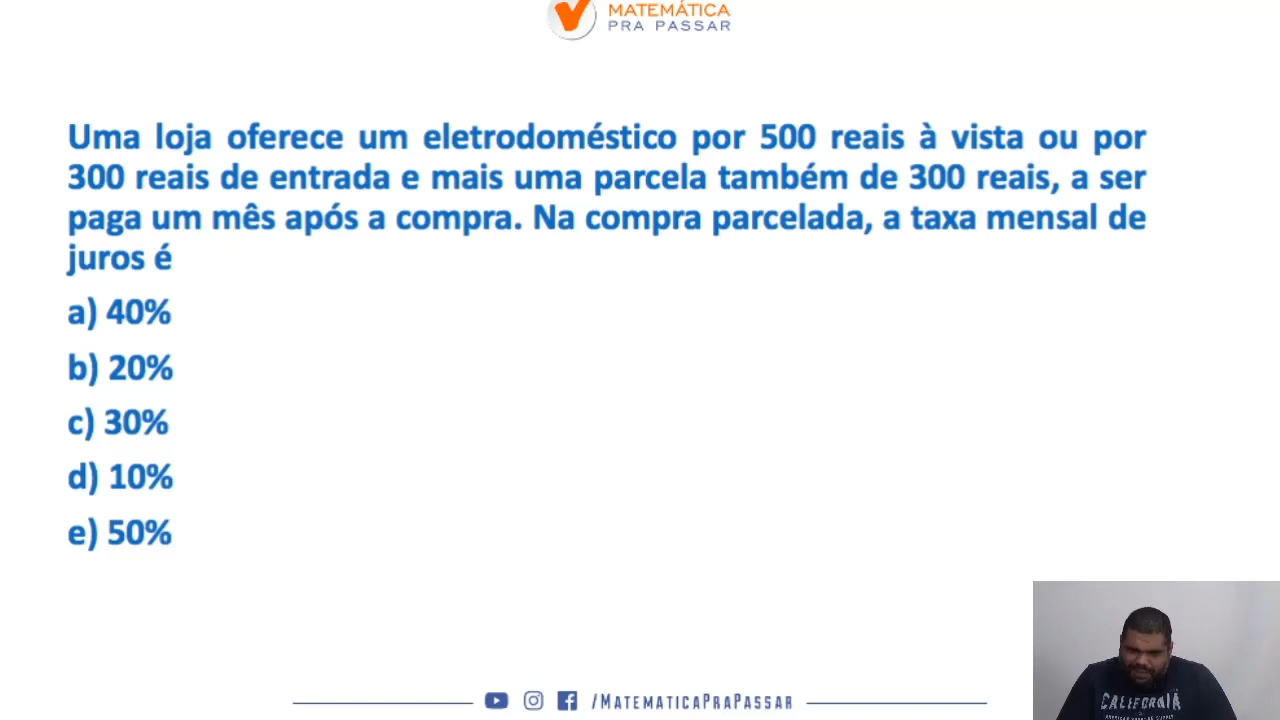 MATEMÁTICA
PRA PASSAR
Uma loja oferece um eletrodoméstico por 500 reais à vista ou por
300 reais de entrada e mais uma parcela também de 300 reais, a ser
paga um mês após a compra. Na compra parcelada, a taxa mensal de
juros é
a) 40%
b) 20%
c) 30%
d) 10%
e) 50%
/MATEMATICAPRAPASSAR
CALIFORNIA